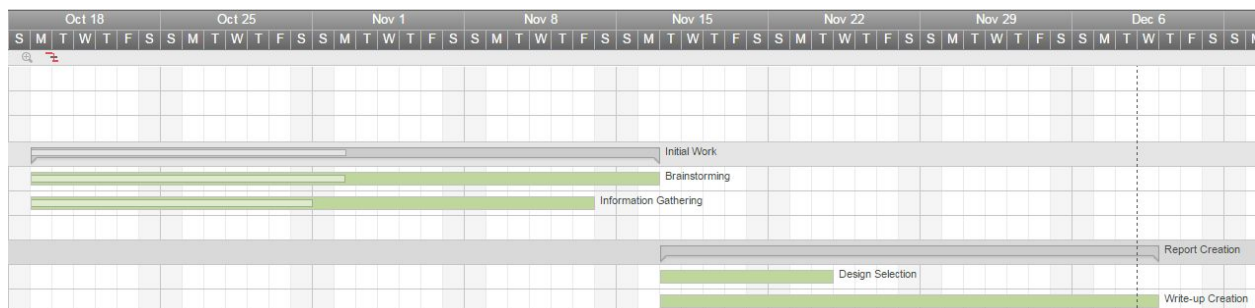 Oct 18 Oct 25 Nov 1 Nov 8 Nov 15 Nov 22 Nov 29 Dec 6
S M T W T F S S M T W T F S S M T W T F S S M T W T F S S M T W T F S S M T W T F S S M T W T F S S M T W T F S S M
Initial Work
Brainstorming
Information Gathering
Report Creation
Design Selection
Write-up Creation